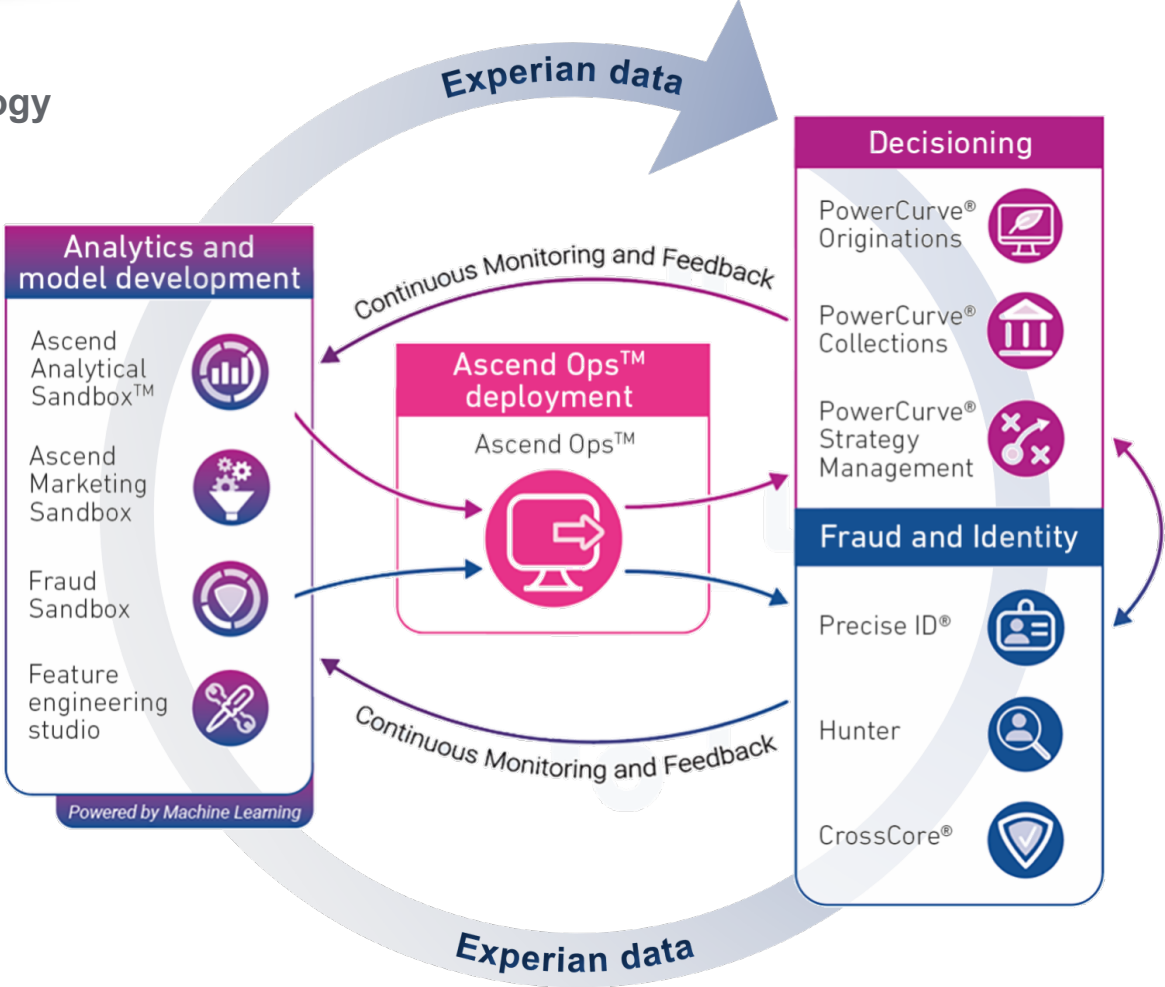 Experian data
Analytics and
model development
Ascend
Analytical
Sandbox™
Ascend
Marketing
Sandbox
Fraud
Sandbox
Feature
engineering
studio
Powered by Machine Learning
Continuous Monitoring and Feedback
Ascend Ops™
deployment
Ascend Ops™
Continuous Monitoring and Feedback
Decisioning
PowerCurve®
Originations
PowerCurve®
Collections
PowerCurve®
Strategy
Management
Fraud and Identity
Precise ID®
Hunter
CrossCore®
Experian data